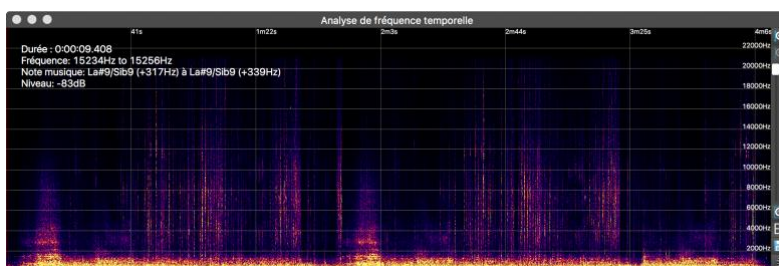 Analyse de fréquence temporelle
41s 1m22s 2m3s 2m44s 3m25s 4m6s
Durée : 0:00:09.408
Fréquence: 15234Hz to 15256Hz
Note musique: La#9/Sib9 (+317Hz) à La#9/Sib9 (+339Hz)
Niveau: -83dB
22000Hz
20000Hz
18000Hz
16000Hz
14000Hz
12000Hz
10000Hz
8000Hz
6000Hz
4000Hz
2000Hz